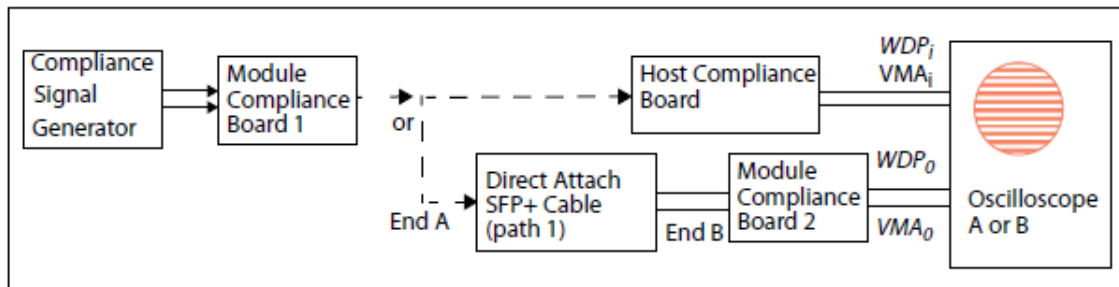 Compliance
Signal
Generator
Module
Compliance
Board 1
or
End A
Host Compliance
Board
WDPi
VMAi
Direct Attach
SFP+ Cable
(path 1)
End B
Module
Compliance
Board 2
WDP0
VMA0
Oscilloscope
A or B